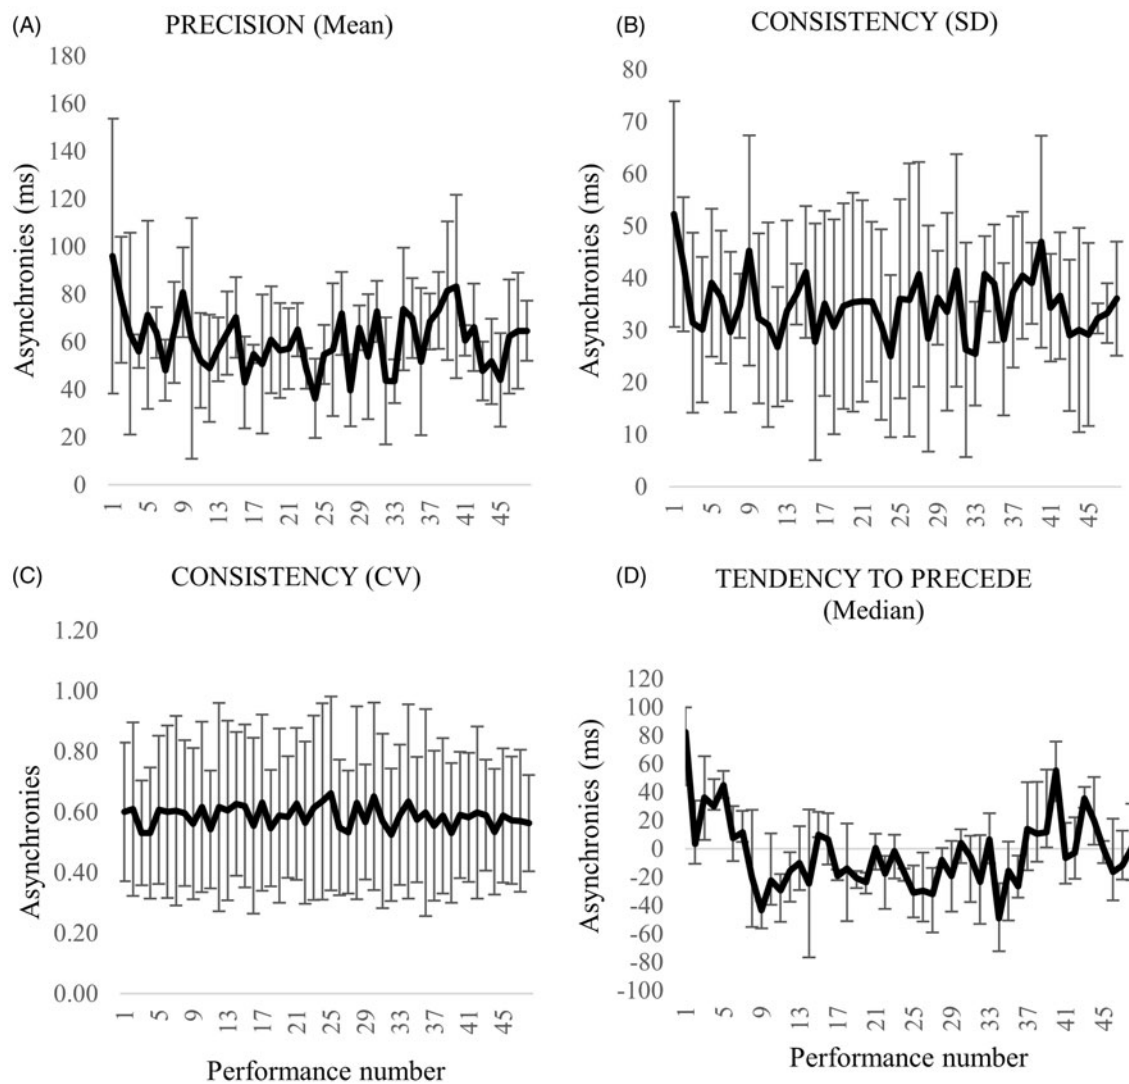 (A)
PRECISION (Mean)
Asynchronies (ms)
180
160
140
120
100
80
60
40
20
0
1 5 9 13 17 21 25 29 33 37 41 45
(B)
CONSISTENCY (SD)
Asynchronies (ms)
80
70
60
50
40
30
20
10
0
1 5 9 13 17 21 25 29 33 37 41 45
(C)
CONSISTENCY (CV)
Asynchronies
1.20
1.00
0.80
0.60
0.40
0.20
0.00
1 5 9 13 17 21 25 29 33 37 41 45
Performance number
(D)
TENDENCY TO PRECEDE
(Median)
Asynchronies (ms)
120
100
80
60
40
20
0
-20
-40
-60
-80
-100
1 5 9 13 17 21 25 29 33 37 41 45
Performance number